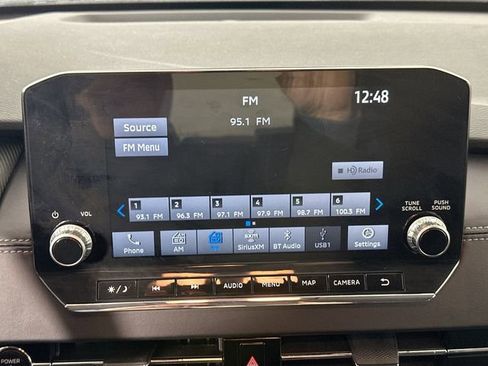 FM
12:48
95.1 FM
Source
FM Menu
HD Radio
1 2 3 4 5 6
93.1 FM 96.3 FM 97.1 FM 97.9 FM 98.7 FM 100.3 FM
VOL
TUNE SCROLL
PUSH SOUND
Phone AM FM SiriusXM BT Audio USB1 Settings
AUDIO MENU MAP CAMERA
POWER